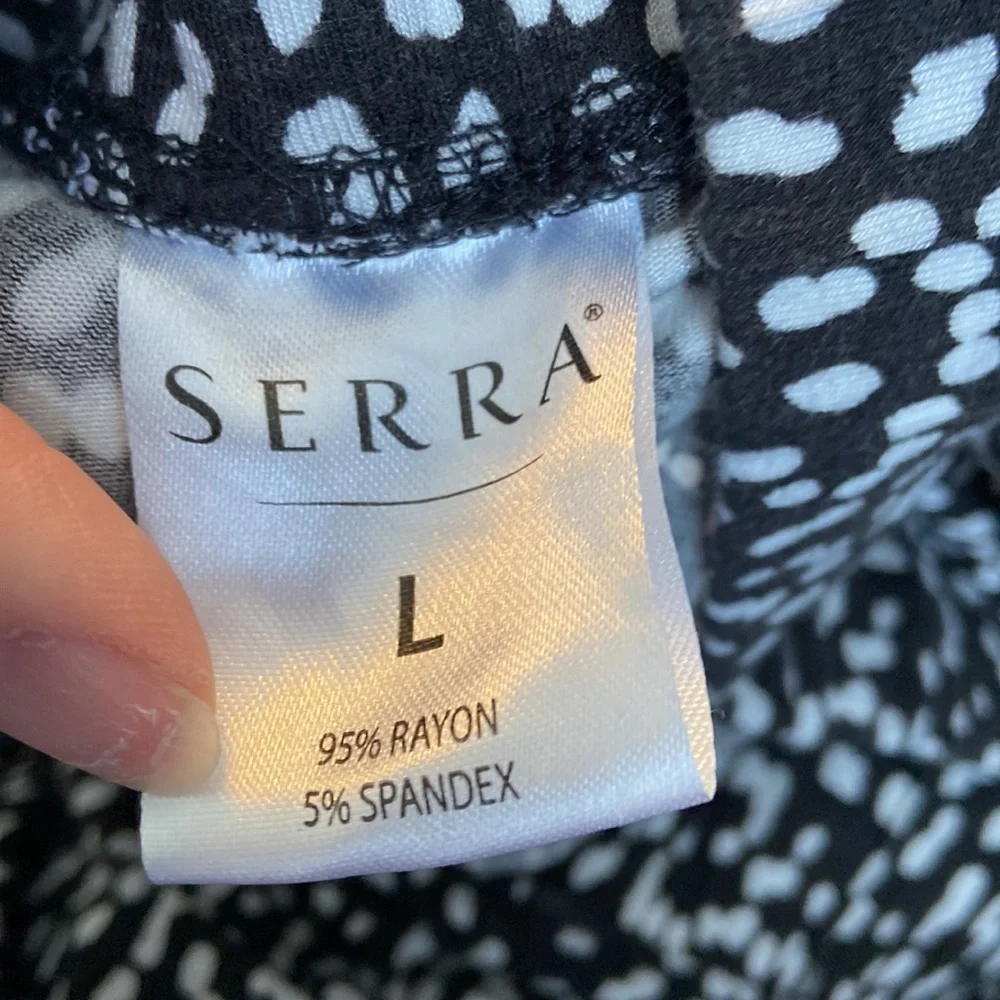 SERRA®
L
95% RAYON
5% SPANDEX